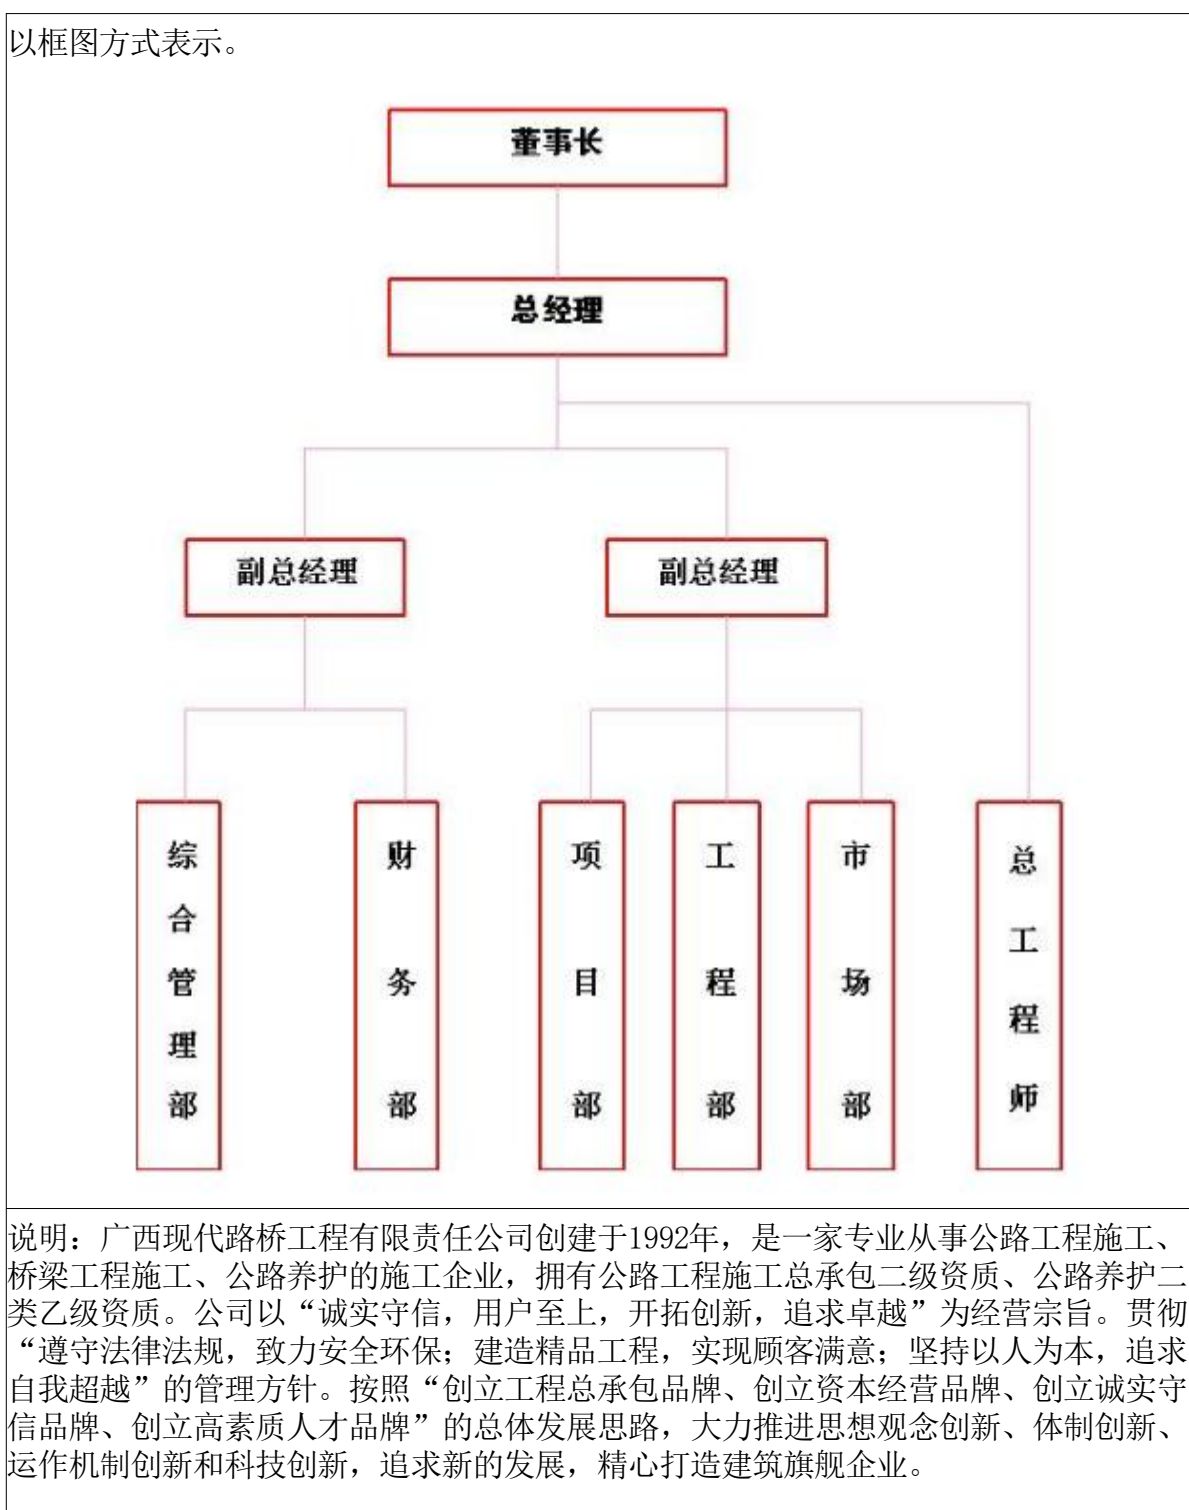 以框图方式表示。
董事长
总经理
副总经理
副总经理
综合管理部
财务部
项目部
工程部
市场部
总工程师
说明：广西现代路桥工程有限责任公司创建于1992年，是一家专业从事公路工程施工、
桥梁工程施工、公路养护的施工企业，拥有公路工程施工总承包二级资质、公路养护二
类乙级资质。公司以“诚实守信，用户至上，开拓创新，追求卓越”为经营宗旨。贯彻
“遵守法律法规，致力安全环保；建造精品工程，实现顾客满意；坚持以人为本，追求
自我超越”的管理方针。按照“创立工程总承包品牌、创立资本经营品牌、创立诚实守
信品牌、创立高素质人才品牌”的总体发展思路，大力推进思想观念创新、体制创新、
运作机制创新和科技创新，追求新的发展，精心打造建筑旗舰企业。